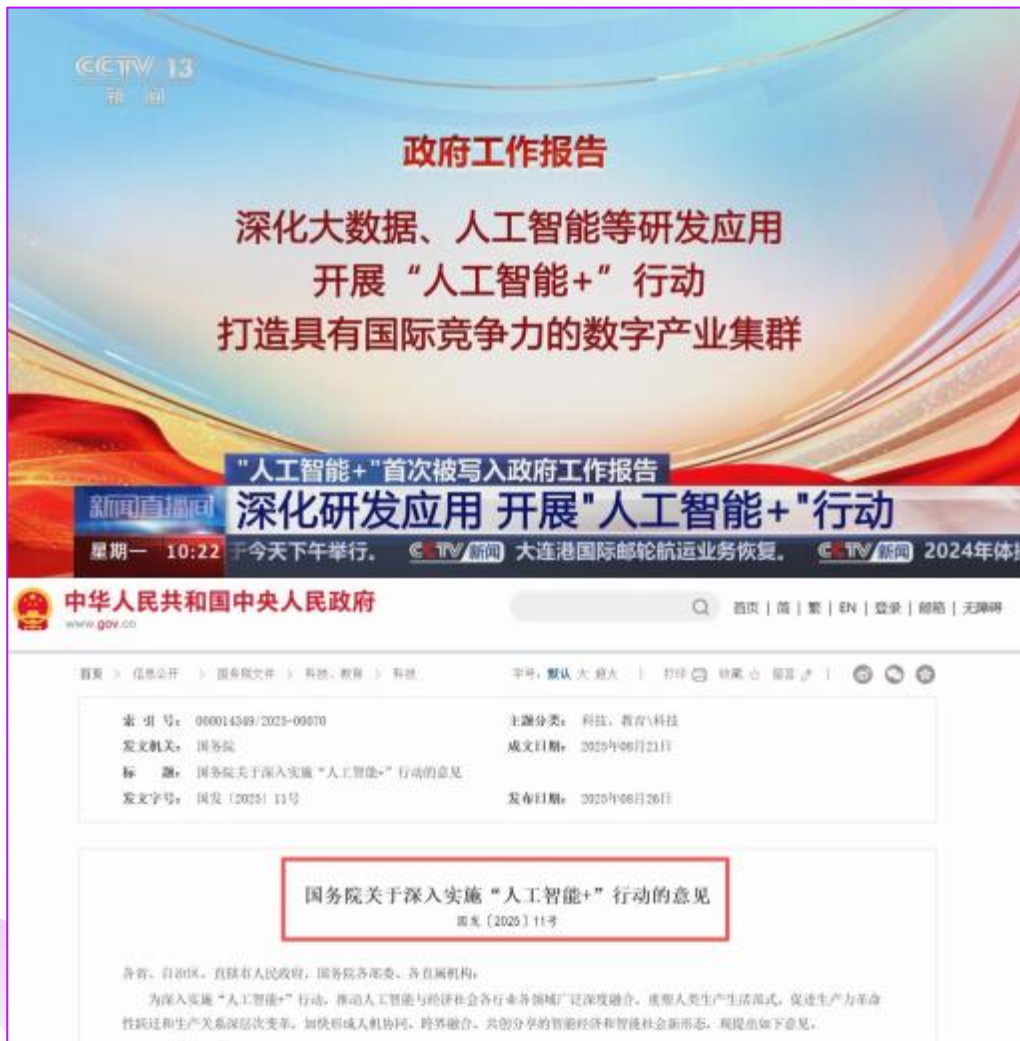 CCTV 13
新闻
政府工作报告
深化大数据、人工智能等研发应用
开展“人工智能+”行动
打造具有国际竞争力的数字产业集群
"人工智能+"首次被写入政府工作报告
新闻直播间
深化研发应用 开展"人工智能+"行动
星期一 10:22 于今天下午举行。 CCTV 新闻 大连港国际邮轮航运业务恢复。 CCTV 新闻 2024年体操
中华人民共和国中央人民政府
www.gov.cn
首页 | 简 | 繁 | EN | 登录 | 邮箱 | 无障碍
首页 > 信息公开 > 国务院文件 > 科技、教育 > 科技
字号：默认 大 超大 | 打印 收藏 留言 |
索 引 号： 000014349/2025-00070 主题分类： 科技、教育\科技
发文机关： 国务院 成文日期： 2025年08月21日
标 题： 国务院关于深入实施“人工智能+”行动的意见
发文字号： 国发〔2025〕11号 发布日期： 2025年08月26日
国务院关于深入实施“人工智能+”行动的意见
国发〔2025〕11号
各省、自治区、直辖市人民政府，国务院各部委、各直属机构：
为深入实施“人工智能+”行动，推动人工智能与经济社会各行业各领域广泛深度融合，重塑人类生产生活范式，促进生产力革命
性跃迁和生产关系深层次变革，加快形成人机协同、跨界融合、共创分享的智能经济和智能社会新形态，现提出如下意见。